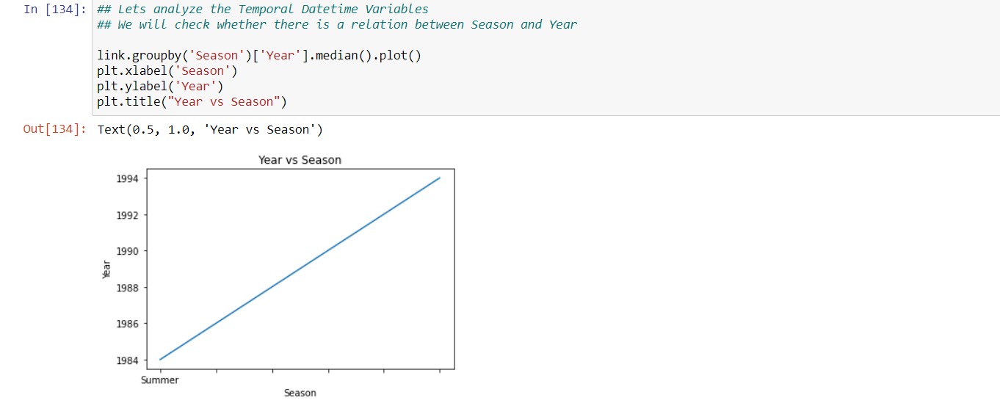 In [134]: ## Lets analyze the Temporal Datetime Variables
## We will check whether there is a relation between Season and Year
link.groupby('Season')['Year'].median().plot()
plt.xlabel('Season')
plt.ylabel('Year')
plt.title("Year vs Season")
Out[134]: Text(0.5, 1.0, 'Year vs Season')
Year vs Season
1994
1992
1990
1988
1986
1984
Year
Summer
Season